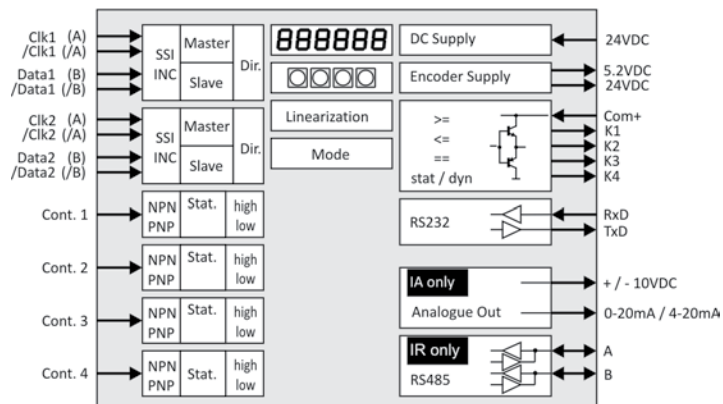 Clk1 (A)
/Clk1 (/A)
Data1 (B)
/Data1 (/B)
SSI
INC
Master
Slave
Dir.
Clk2 (A)
/Clk2 (/A)
Data2 (B)
/Data2 (/B)
SSI
INC
Master
Slave
Dir.
Cont. 1
NPN
PNP
Stat.
high
low
Cont. 2
NPN
PNP
Stat.
high
low
Cont. 3
NPN
PNP
Stat.
high
low
Cont. 4
NPN
PNP
Stat.
high
low
888888
Linearization
Mode
DC Supply
24VDC
Encoder Supply
5.2VDC
24VDC
>=
<=
==
stat / dyn
Com+
K1
K2
K3
K4
RS232
RxD
TxD
IA only
Analogue Out
+ / - 10VDC
0-20mA / 4-20mA
IR only
RS485
A
B